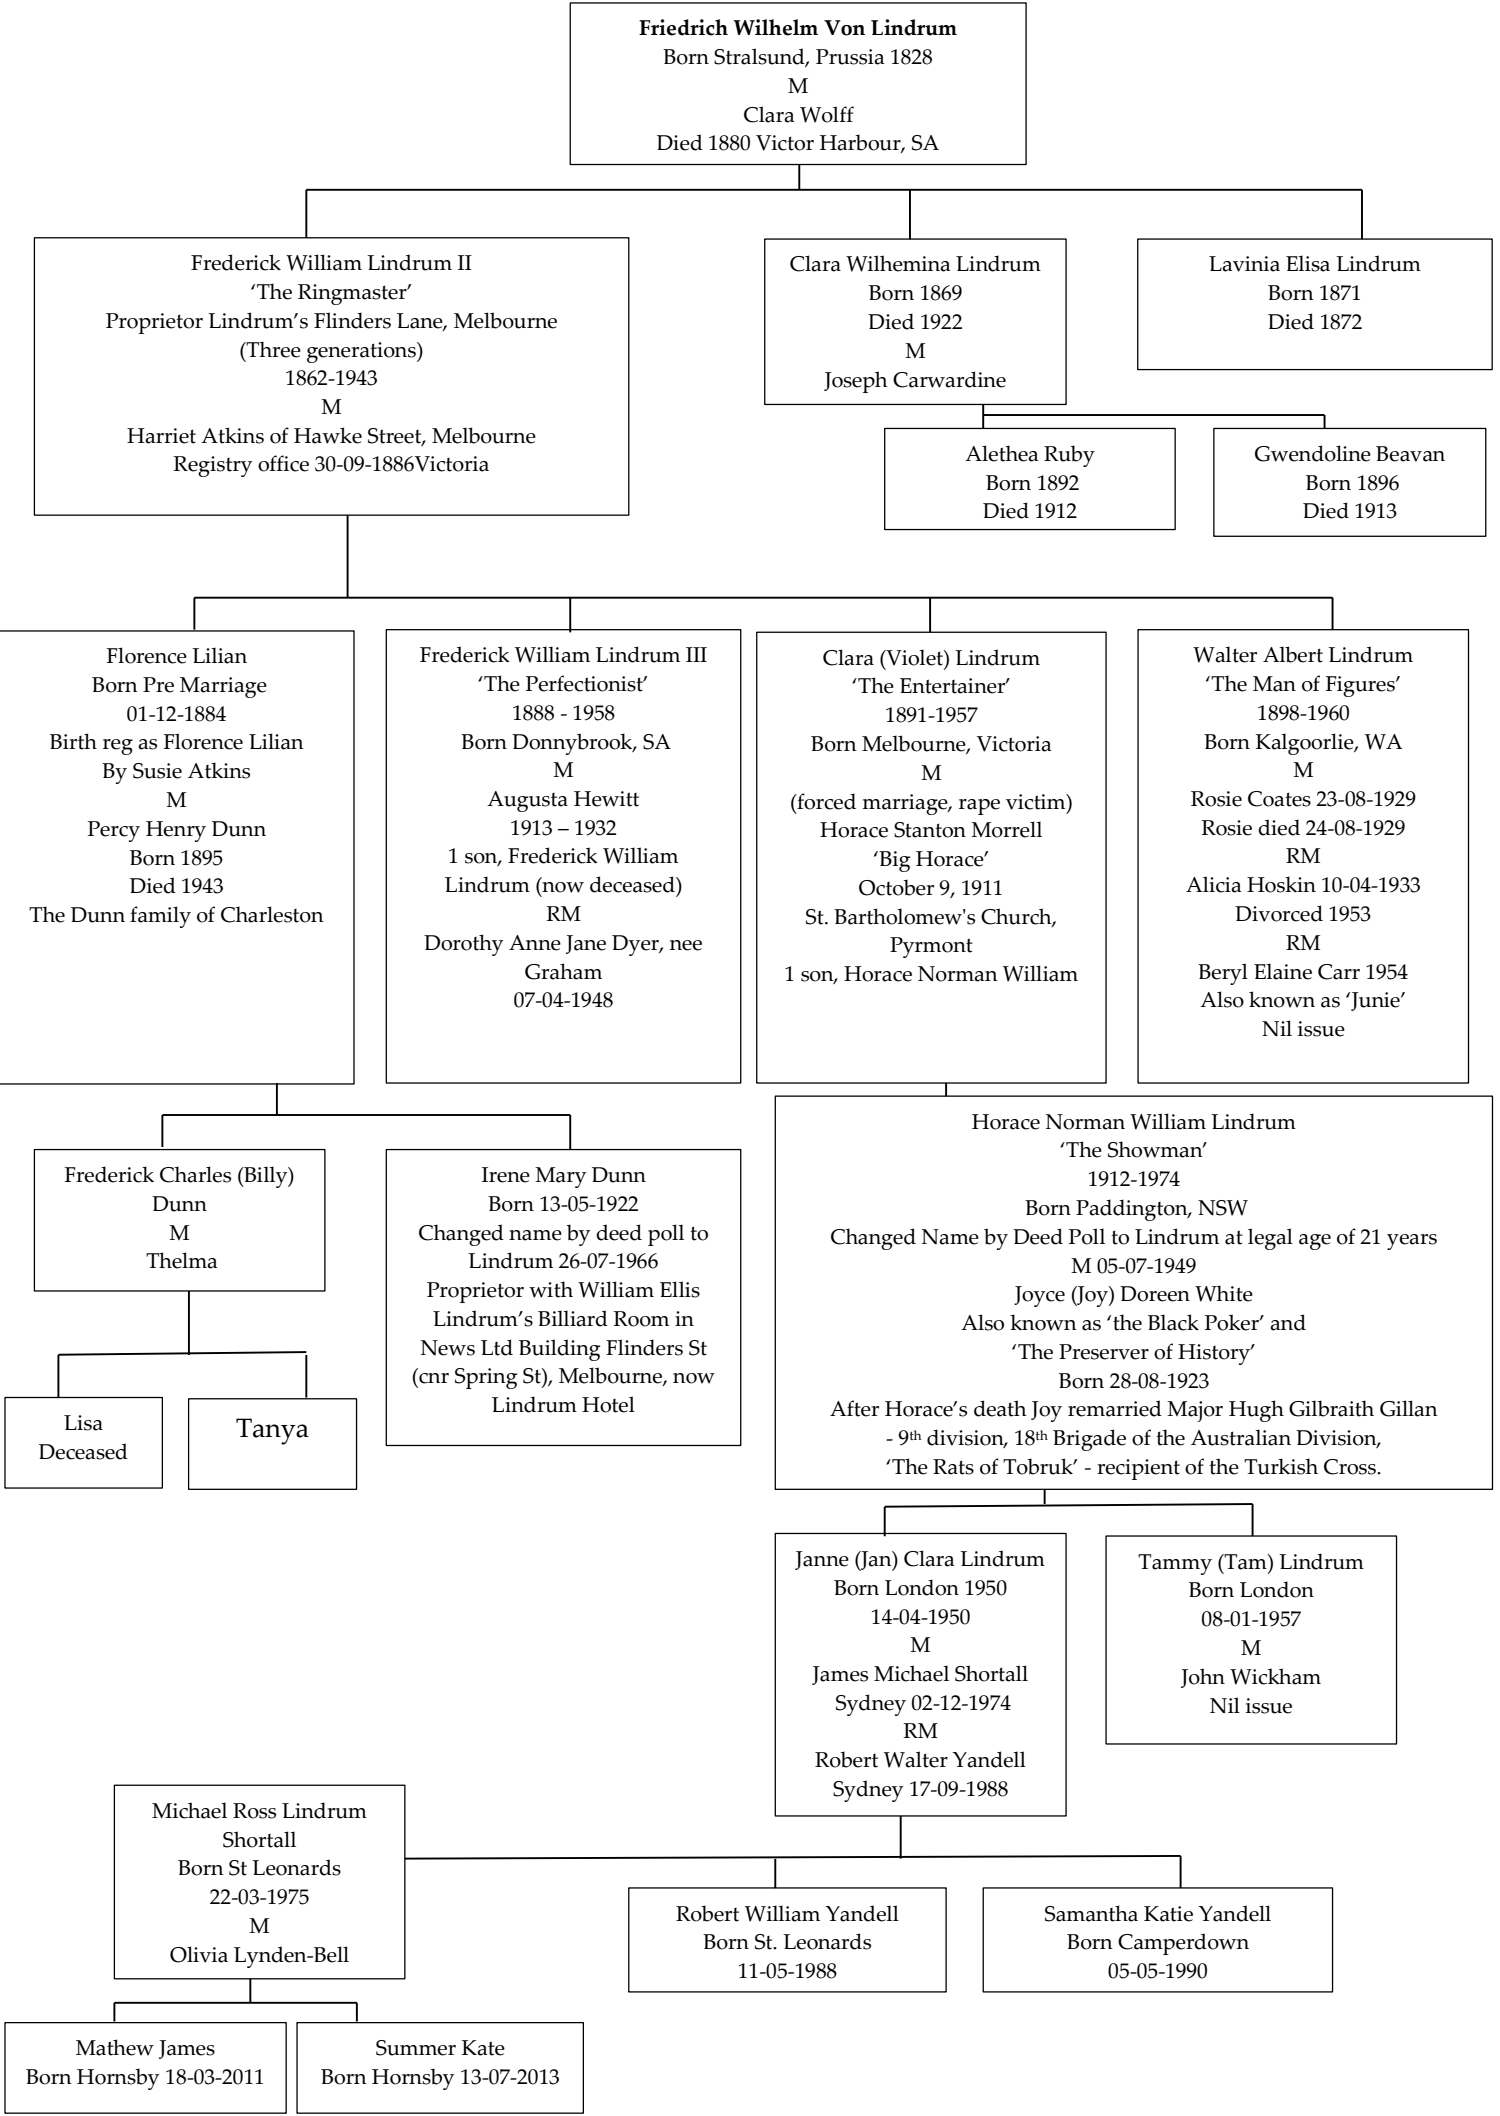 Friedrich Wilhelm Von Lindrum
Born Stralsund, Prussia 1828
M
Clara Wolff
Died 1880 Victor Harbour, SA
Frederick William Lindrum II
‘The Ringmaster’
Proprietor Lindrum’s Flinders Lane, Melbourne
(Three generations)
1862-1943
M
Harriet Atkins of Hawke Street, Melbourne
Registry office 30-09-1886Victoria
Clara Wilhemina Lindrum
Born 1869
Died 1922
M
Joseph Carwardine
Lavinia Elisa Lindrum
Born 1871
Died 1872
Alethea Ruby
Born 1892
Died 1912
Gwendoline Beavan
Born 1896
Died 1913
Florence Lilian
Born Pre Marriage
01-12-1884
Birth reg as Florence Lilian
By Susie Atkins
M
Percy Henry Dunn
Born 1895
Died 1943
The Dunn family of Charleston
Frederick William Lindrum III
‘The Perfectionist’
1888 - 1958
Born Donnybrook, SA
M
Augusta Hewitt
1913 – 1932
1 son, Frederick William
Lindrum (now deceased)
RM
Dorothy Anne Jane Dyer, nee
Graham
07-04-1948
Clara (Violet) Lindrum
‘The Entertainer’
1891-1957
Born Melbourne, Victoria
M
(forced marriage, rape victim)
Horace Stanton Morrell
‘Big Horace’
October 9, 1911
St. Bartholomew's Church,
Pyrmont
1 son, Horace Norman William
Walter Albert Lindrum
‘The Man of Figures’
1898-1960
Born Kalgoorlie, WA
M
Rosie Coates 23-08-1929
Rosie died 24-08-1929
RM
Alicia Hoskin 10-04-1933
Divorced 1953
RM
Beryl Elaine Carr 1954
Also known as ‘Junie’
Nil issue
Frederick Charles (Billy)
Dunn
M
Thelma
Irene Mary Dunn
Born 13-05-1922
Changed name by deed poll to
Lindrum 26-07-1966
Proprietor with William Ellis
Lindrum’s Billiard Room in
News Ltd Building Flinders St
(cnr Spring St), Melbourne, now
Lindrum Hotel
Horace Norman William Lindrum
‘The Showman’
1912-1974
Born Paddington, NSW
Changed Name by Deed Poll to Lindrum at legal age of 21 years
M 05-07-1949
Joyce (Joy) Doreen White
Also known as ‘the Black Poker’ and
‘The Preserver of History’
Born 28-08-1923
After Horace’s death Joy remarried Major Hugh Gilbraith Gillan
- 9th division, 18th Brigade of the Australian Division,
‘The Rats of Tobruk’ - recipient of the Turkish Cross.
Lisa
Deceased
Tanya
Janne (Jan) Clara Lindrum
Born London 1950
14-04-1950
M
James Michael Shortall
Sydney 02-12-1974
RM
Robert Walter Yandell
Sydney 17-09-1988
Tammy (Tam) Lindrum
Born London
08-01-1957
M
John Wickham
Nil issue
Michael Ross Lindrum
Shortall
Born St Leonards
22-03-1975
M
Olivia Lynden-Bell
Robert William Yandell
Born St. Leonards
11-05-1988
Samantha Katie Yandell
Born Camperdown
05-05-1990
Mathew James
Born Hornsby 18-03-2011
Summer Kate
Born Hornsby 13-07-2013